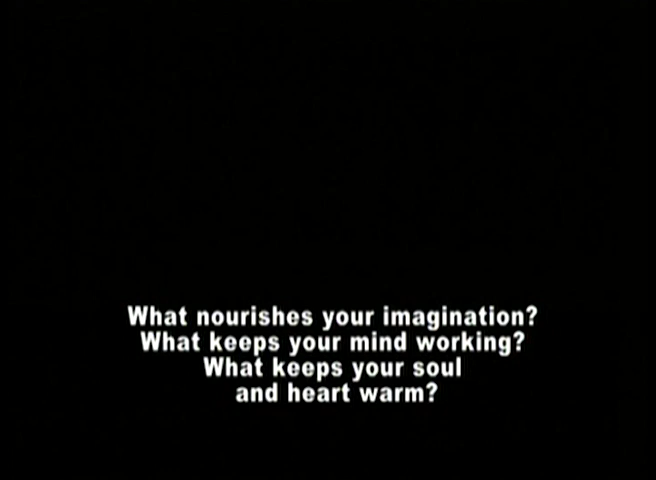 What nourishes your imagination?
What keeps your mind working?
What keeps your soul
and heart warm?